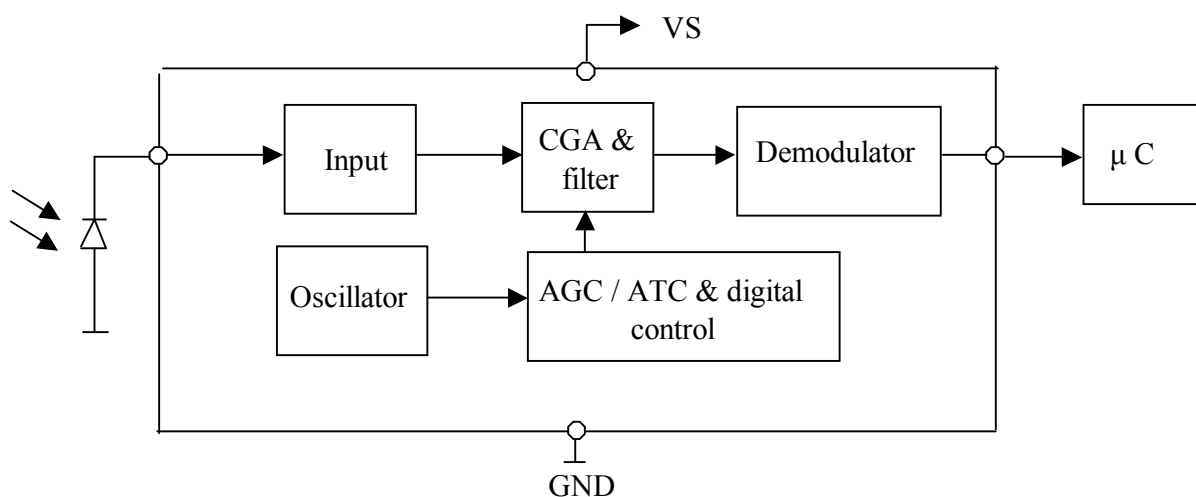 VS
Input
CGA &
filter
Demodulator
µ C
Oscillator
AGC / ATC & digital
control
GND